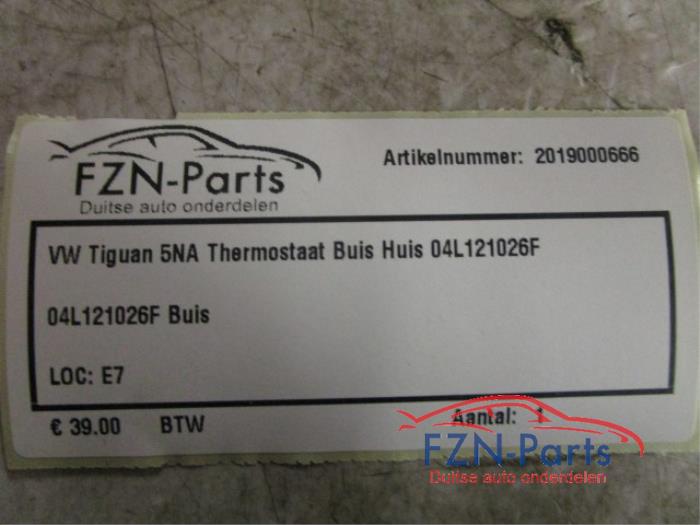 FZN-Parts
Duitse auto onderdelen
Artikelnummer: 2019000666
VW Tiguan 5NA Thermostaat Buis Huis 04L121026F
04L121026F Buis
LOC: E7
€ 39.00 BTW Aantal: 1
FZN-Parts
Duitse auto onderdelen